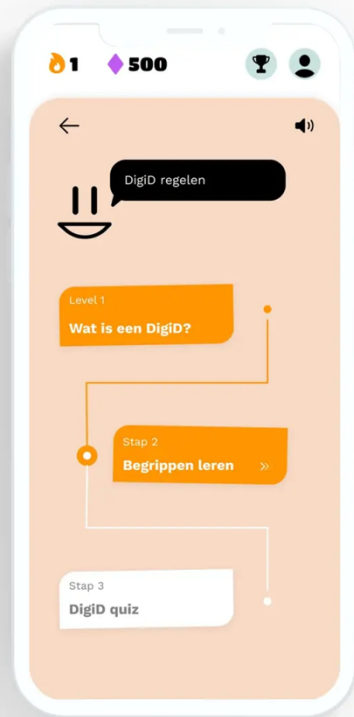 1
500
DigiD regelen
Level 1
Wat is een DigiD?
Stap 2
Begrippen leren
Stap 3
DigiD quiz